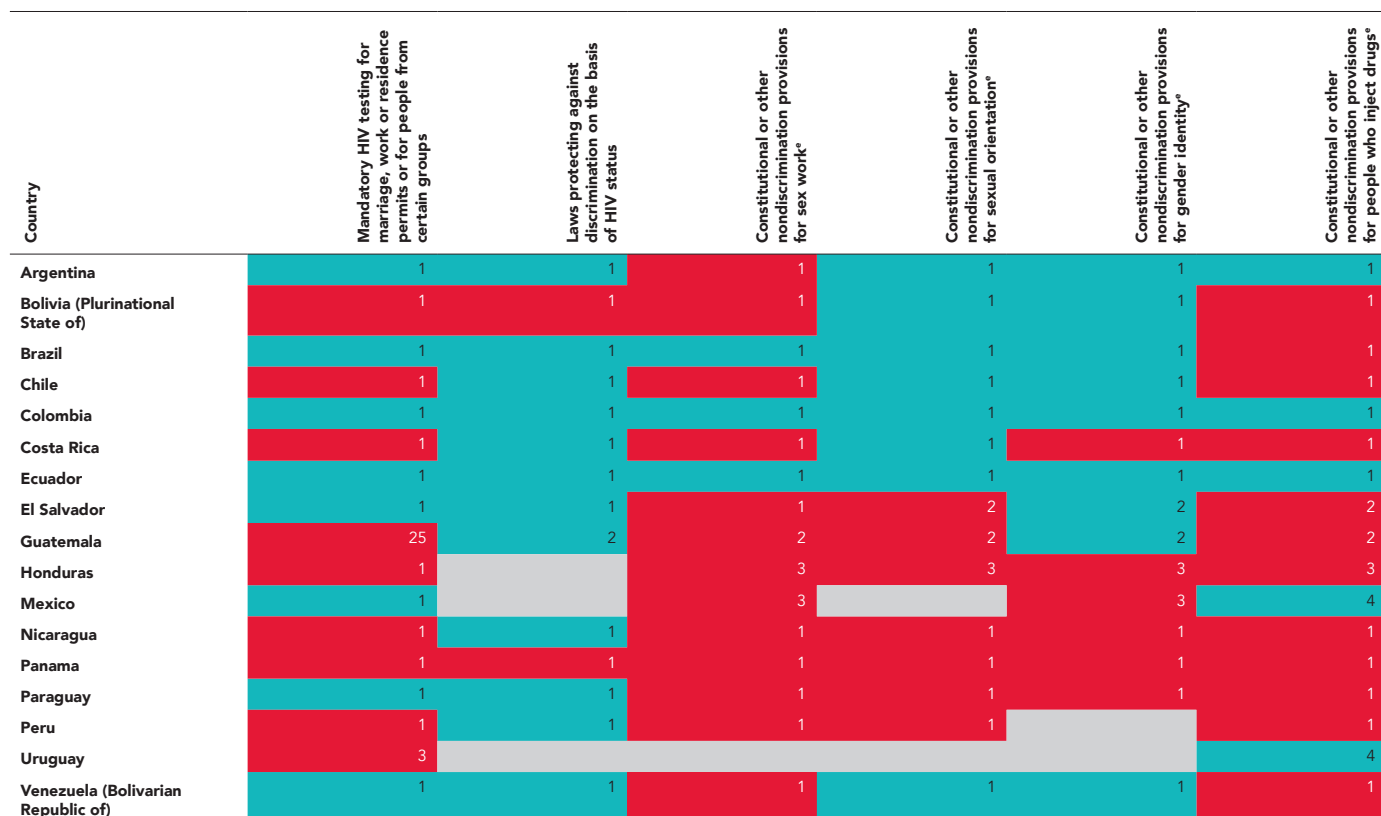 Country
Mandatory HIV testing for
marriage, work or residence
permits or for people from
certain groups
Laws protecting against
discrimination on the basis
of HIV status
Constitutional or other
nondiscrimination provisions
for sex workᵉ
Constitutional or other
nondiscrimination provisions
for sexual orientationᵉ
Constitutional or other
nondiscrimination provisions
for gender identityᵉ
Constitutional or other
nondiscrimination provisions
for people who inject drugsᵉ
Argentina 1 1 1 1 1 1
Bolivia (Plurinational 1 1 1 1 1 1
State of)
Brazil 1 1 1 1 1 1
Chile 1 1 1 1 1 1
Colombia 1 1 1 1 1 1
Costa Rica 1 1 1 1 1 1
Ecuador 1 1 1 1 1 1
El Salvador 1 1 1 2 2 2
Guatemala 25 2 2 2 2 2
Honduras 1 3 3 3 3
Mexico 1 3 3 4
Nicaragua 1 1 1 1 1 1
Panama 1 1 1 1 1 1
Paraguay 1 1 1 1 1 1
Peru 1 1 1 1 1
Uruguay 3 4
Venezuela (Bolivarian 1 1 1 1 1 1
Republic of)